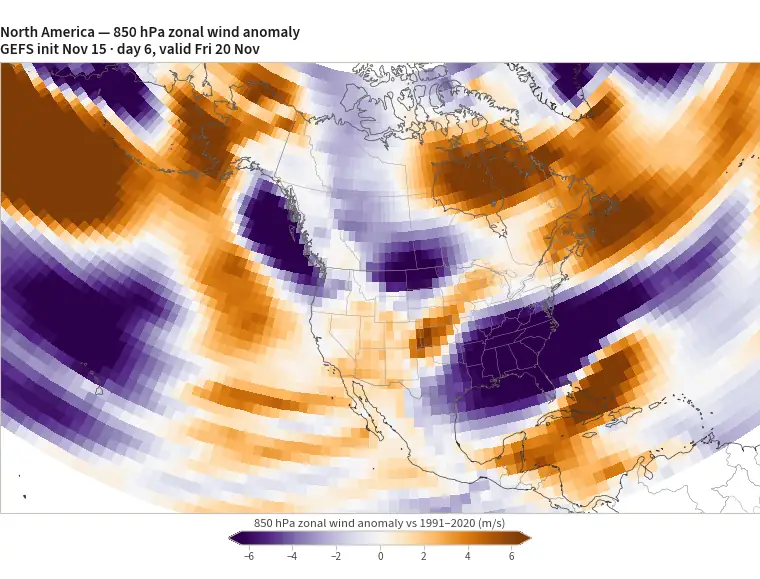 North America — 850 hPa zonal wind anomaly
GEFS init Nov 15 · day 6, valid Fri 20 Nov
850 hPa zonal wind anomaly vs 1991–2020 (m/s)
−6 −4 −2 0 2 4 6